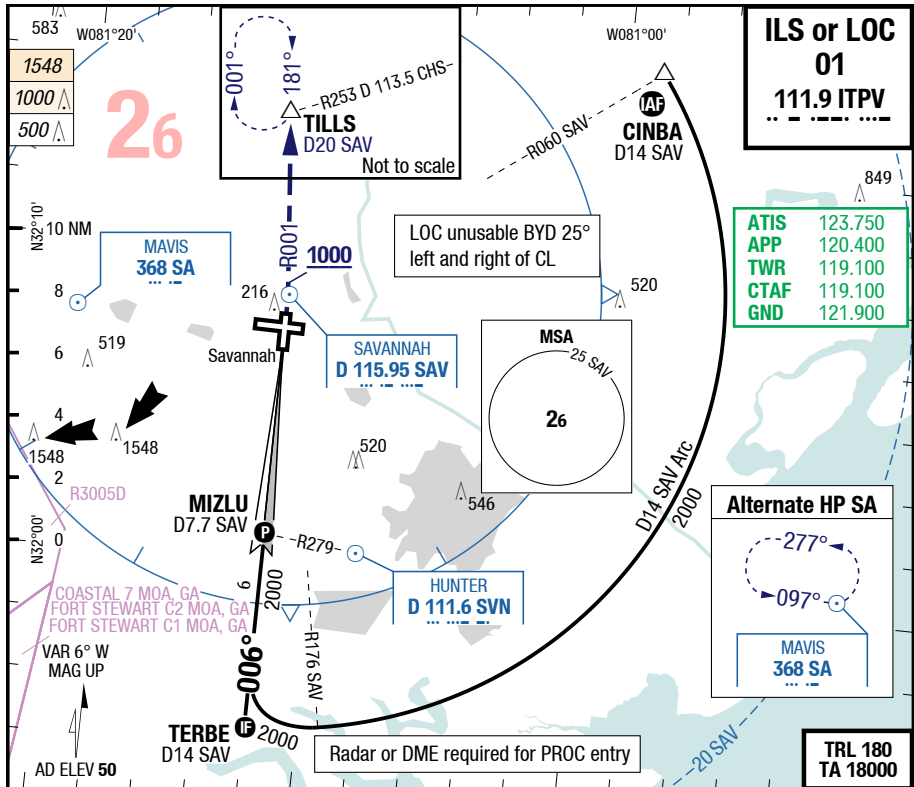 583
W081°20'
W081°00'
1548
1000
500
26
001°
181°
R253 D 113.5 CHS
TILLS
D20 SAV
Not to scale
R060 SAV
IAF
CINBA
D14 SAV
ILS or LOC
01
111.9 ITPV
849
ATIS 123.750
APP 120.400
TWR 119.100
CTAF 119.100
GND 121.900
N32°10'
10 NM
8
6
4
2
0
N32°00'
MAVIS
368 SA
R001
1000
LOC unusable BYD 25°
left and right of CL
216
520
519
Savannah
SAVANNAH
D 115.95 SAV
MSA
25 SAV
26
1548
1548
520
546
R3005D
MIZLU
D7.7 SAV
P
R279
HUNTER
D 111.6 SVN
D14 SAV Arc
2000
Alternate HP SA
277°
097°
MAVIS
368 SA
COASTAL 7 MOA, GA
FORT STEWART C2 MOA, GA
FORT STEWART C1 MOA, GA
6
2000
006°
R176 SAV
VAR 6° W
MAG UP
AD ELEV 50
TERBE
D14 SAV
IF
2000
Radar or DME required for PROC entry
20 SAV
TRL 180
TA 18000